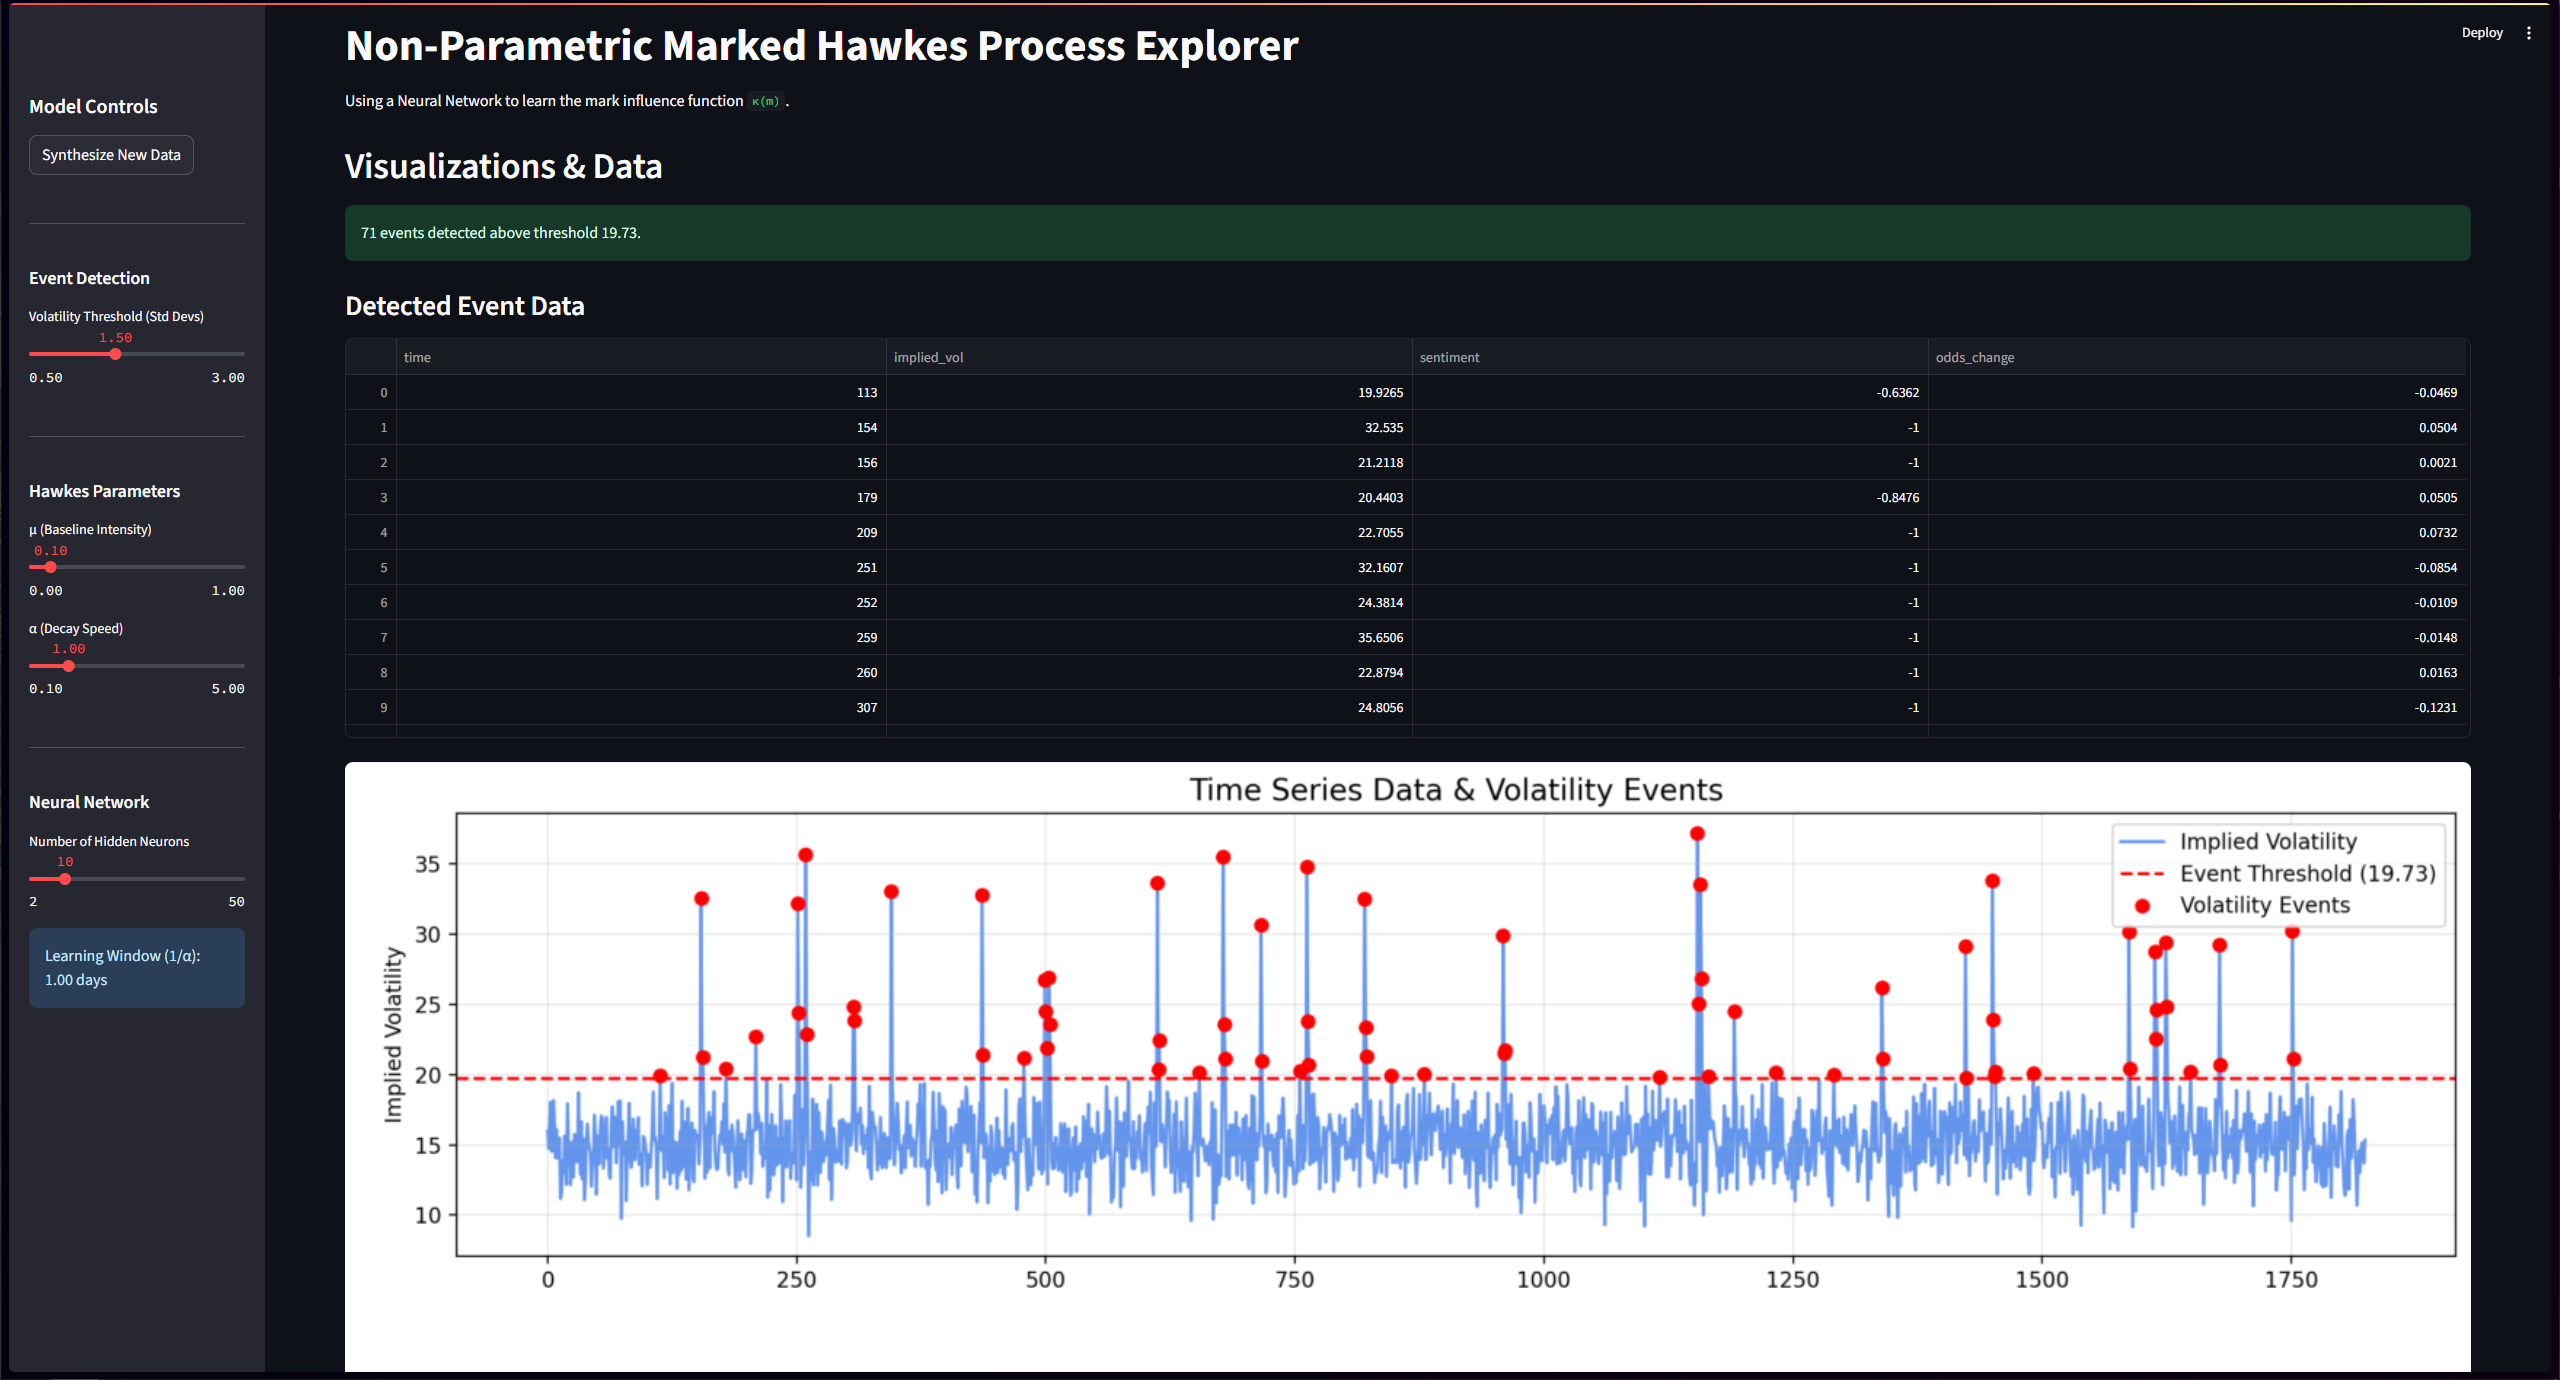 Deploy
Non-Parametric Marked Hawkes Process Explorer
Using a Neural Network to learn the mark influence function κ(m) .
Model Controls
Synthesize New Data
Event Detection
Volatility Threshold (Std Devs)
1.50
0.50 3.00
Hawkes Parameters
μ (Baseline Intensity)
0.10
0.00 1.00
α (Decay Speed)
1.00
0.10 5.00
Neural Network
Number of Hidden Neurons
10
2 50
Learning Window (1/α):
1.00 days
Visualizations & Data
71 events detected above threshold 19.73.
Detected Event Data
time implied_vol sentiment odds_change
0 113 19.9265 -0.6362 -0.0469
1 154 32.535 -1 0.0504
2 156 21.2118 -1 0.0021
3 179 20.4403 -0.8476 0.0505
4 209 22.7055 -1 0.0732
5 251 32.1607 -1 -0.0854
6 252 24.3814 -1 -0.0109
7 259 35.6506 -1 -0.0148
8 260 22.8794 -1 0.0163
9 307 24.8056 -1 -0.1231
Time Series Data & Volatility Events
Implied Volatility
Event Threshold (19.73)
Volatility Events
Implied Volatility
35
30
25
20
15
10
0 250 500 750 1000 1250 1500 1750